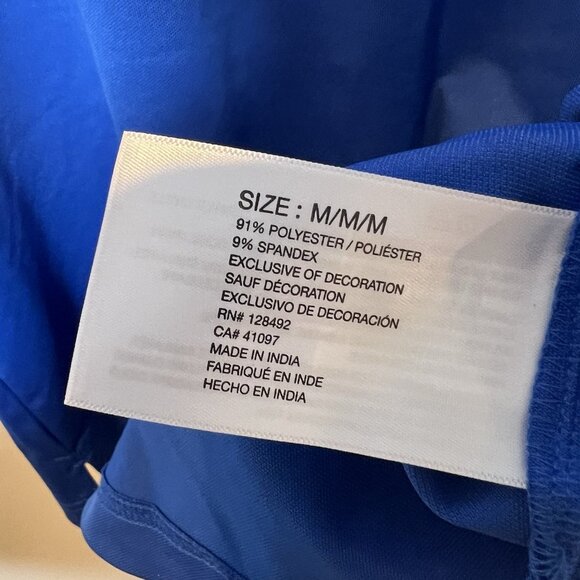 SIZE : M/M/M
91% POLYESTER / POLIÉSTER
9% SPANDEX
EXCLUSIVE OF DECORATION
SAUF DÉCORATION
EXCLUSIVO DE DECORACIÓN
RN# 128492
CA# 41097
MADE IN INDIA
FABRIQUÉ EN INDE
HECHO EN INDIA